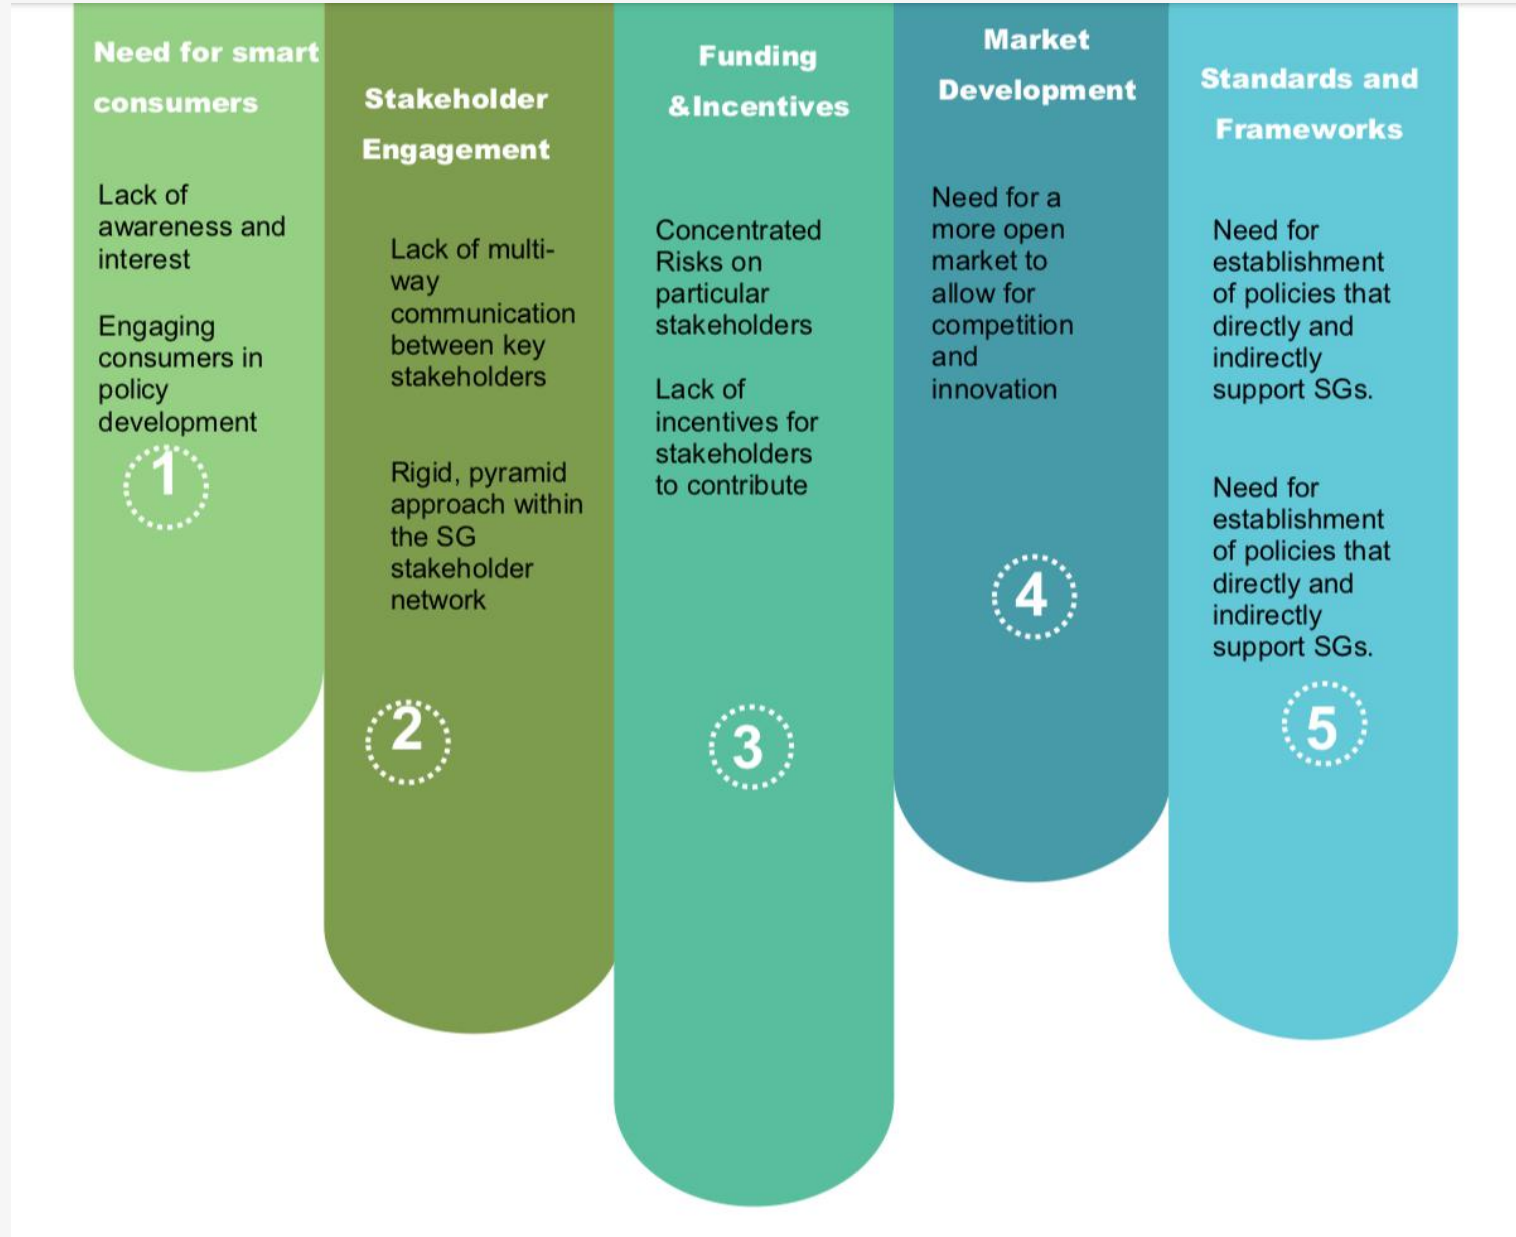 Need for smart
consumers
Lack of
awareness and
interest
Engaging
consumers in
policy
development
1
Stakeholder
Engagement
Lack of multi-
way
communication
between key
stakeholders
Rigid, pyramid
approach within
the SG
stakeholder
network
2
Funding
&Incentives
Concentrated
Risks on
particular
stakeholders
Lack of
incentives for
stakeholders
to contribute
3
Market
Development
Need for a
more open
market to
allow for
competition
and
innovation
4
Standards and
Frameworks
Need for
establishment
of policies that
directly and
indirectly
support SGs.
Need for
establishment
of policies that
directly and
indirectly
support SGs.
5